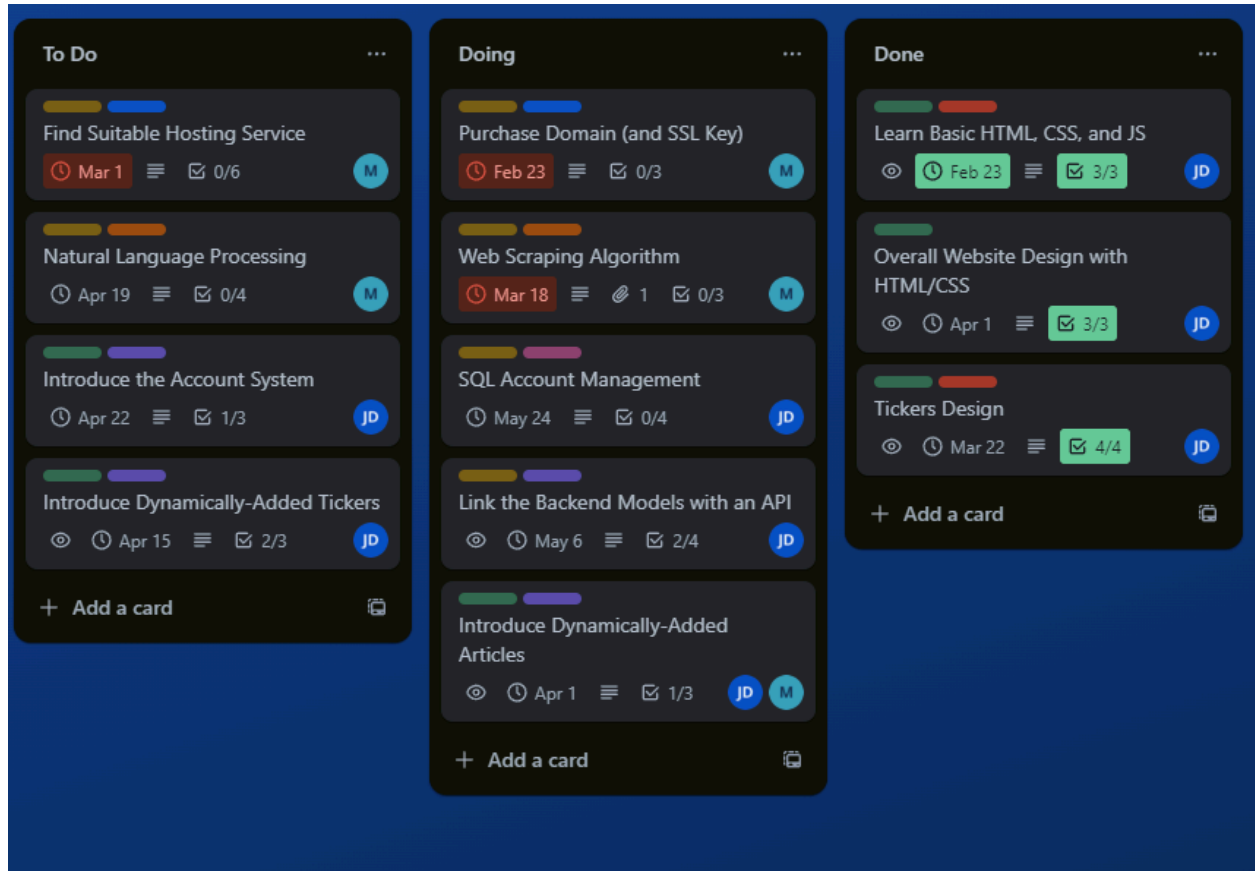 To Do
Find Suitable Hosting Service
Mar 1 0/6 M
Natural Language Processing
Apr 19 0/4 M
Introduce the Account System
Apr 22 1/3 JD
Introduce Dynamically-Added Tickers
Apr 15 2/3 JD
+ Add a card
Doing
Purchase Domain (and SSL Key)
Feb 23 0/3 M
Web Scraping Algorithm
Mar 18 1 0/3 M
SQL Account Management
May 24 0/4 JD
Link the Backend Models with an API
May 6 2/4 JD
Introduce Dynamically-Added
Articles
Apr 1 1/3 JD M
+ Add a card
Done
Learn Basic HTML, CSS, and JS
Feb 23 3/3 JD
Overall Website Design with
HTML/CSS
Apr 1 3/3 JD
Tickers Design
Mar 22 4/4 JD
+ Add a card